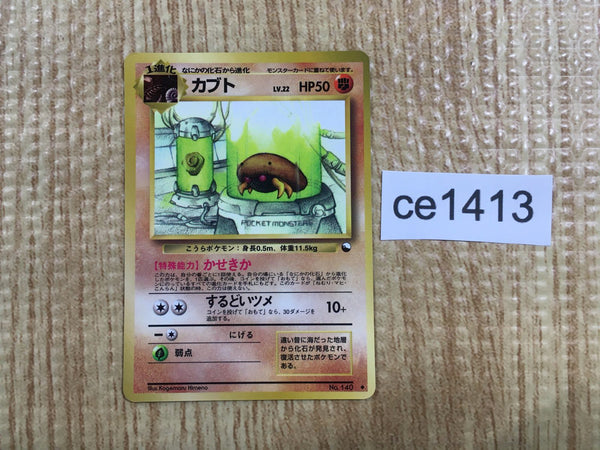 1進化
なにかの化石から進化
モンスターカードに重ねて使います。
カブト
LV.22
HP50
POCKET MONSTERS
こうらポケモン：身長0.5m、体重11.5kg
【特殊能力】かせきか
するどいツメ
10+
コインを投げて「おもて」なら、30ダメージを
追加する。
にげる
弱点
遠い昔に海だった地層
から化石が発見され、
復活させたポケモンで
ある。
Illus.Kagemaru Himeno
No. 140
ce1413